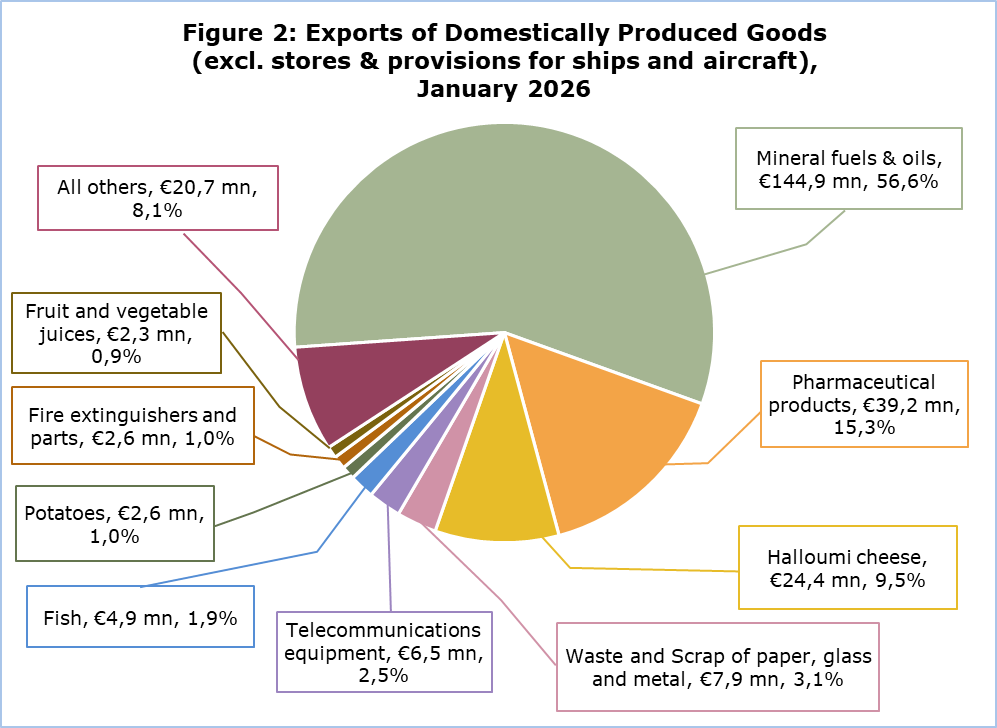 Figure 2: Exports of Domestically Produced Goods
(excl. stores & provisions for ships and aircraft),
January 2026
Mineral fuels & oils,
€144,9 mn, 56,6%
All others, €20,7 mn,
8,1%
Fruit and vegetable
juices, €2,3 mn,
0,9%
Pharmaceutical
products, €39,2 mn,
15,3%
Fire extinguishers and
parts, €2,6 mn, 1,0%
Potatoes, €2,6 mn,
1,0%
Halloumi cheese,
€24,4 mn, 9,5%
Fish, €4,9 mn, 1,9%
Telecommunications
equipment, €6,5 mn,
2,5%
Waste and Scrap of paper, glass
and metal, €7,9 mn, 3,1%